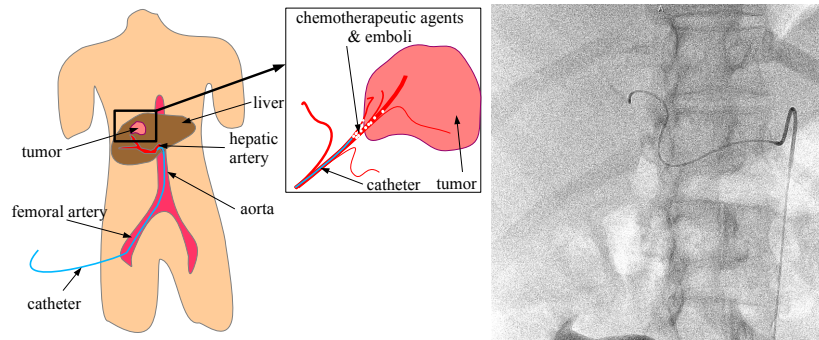 chemotherapeutic agents
& emboli
liver
tumor
hepatic
artery
catheter
tumor
femoral artery
aorta
catheter